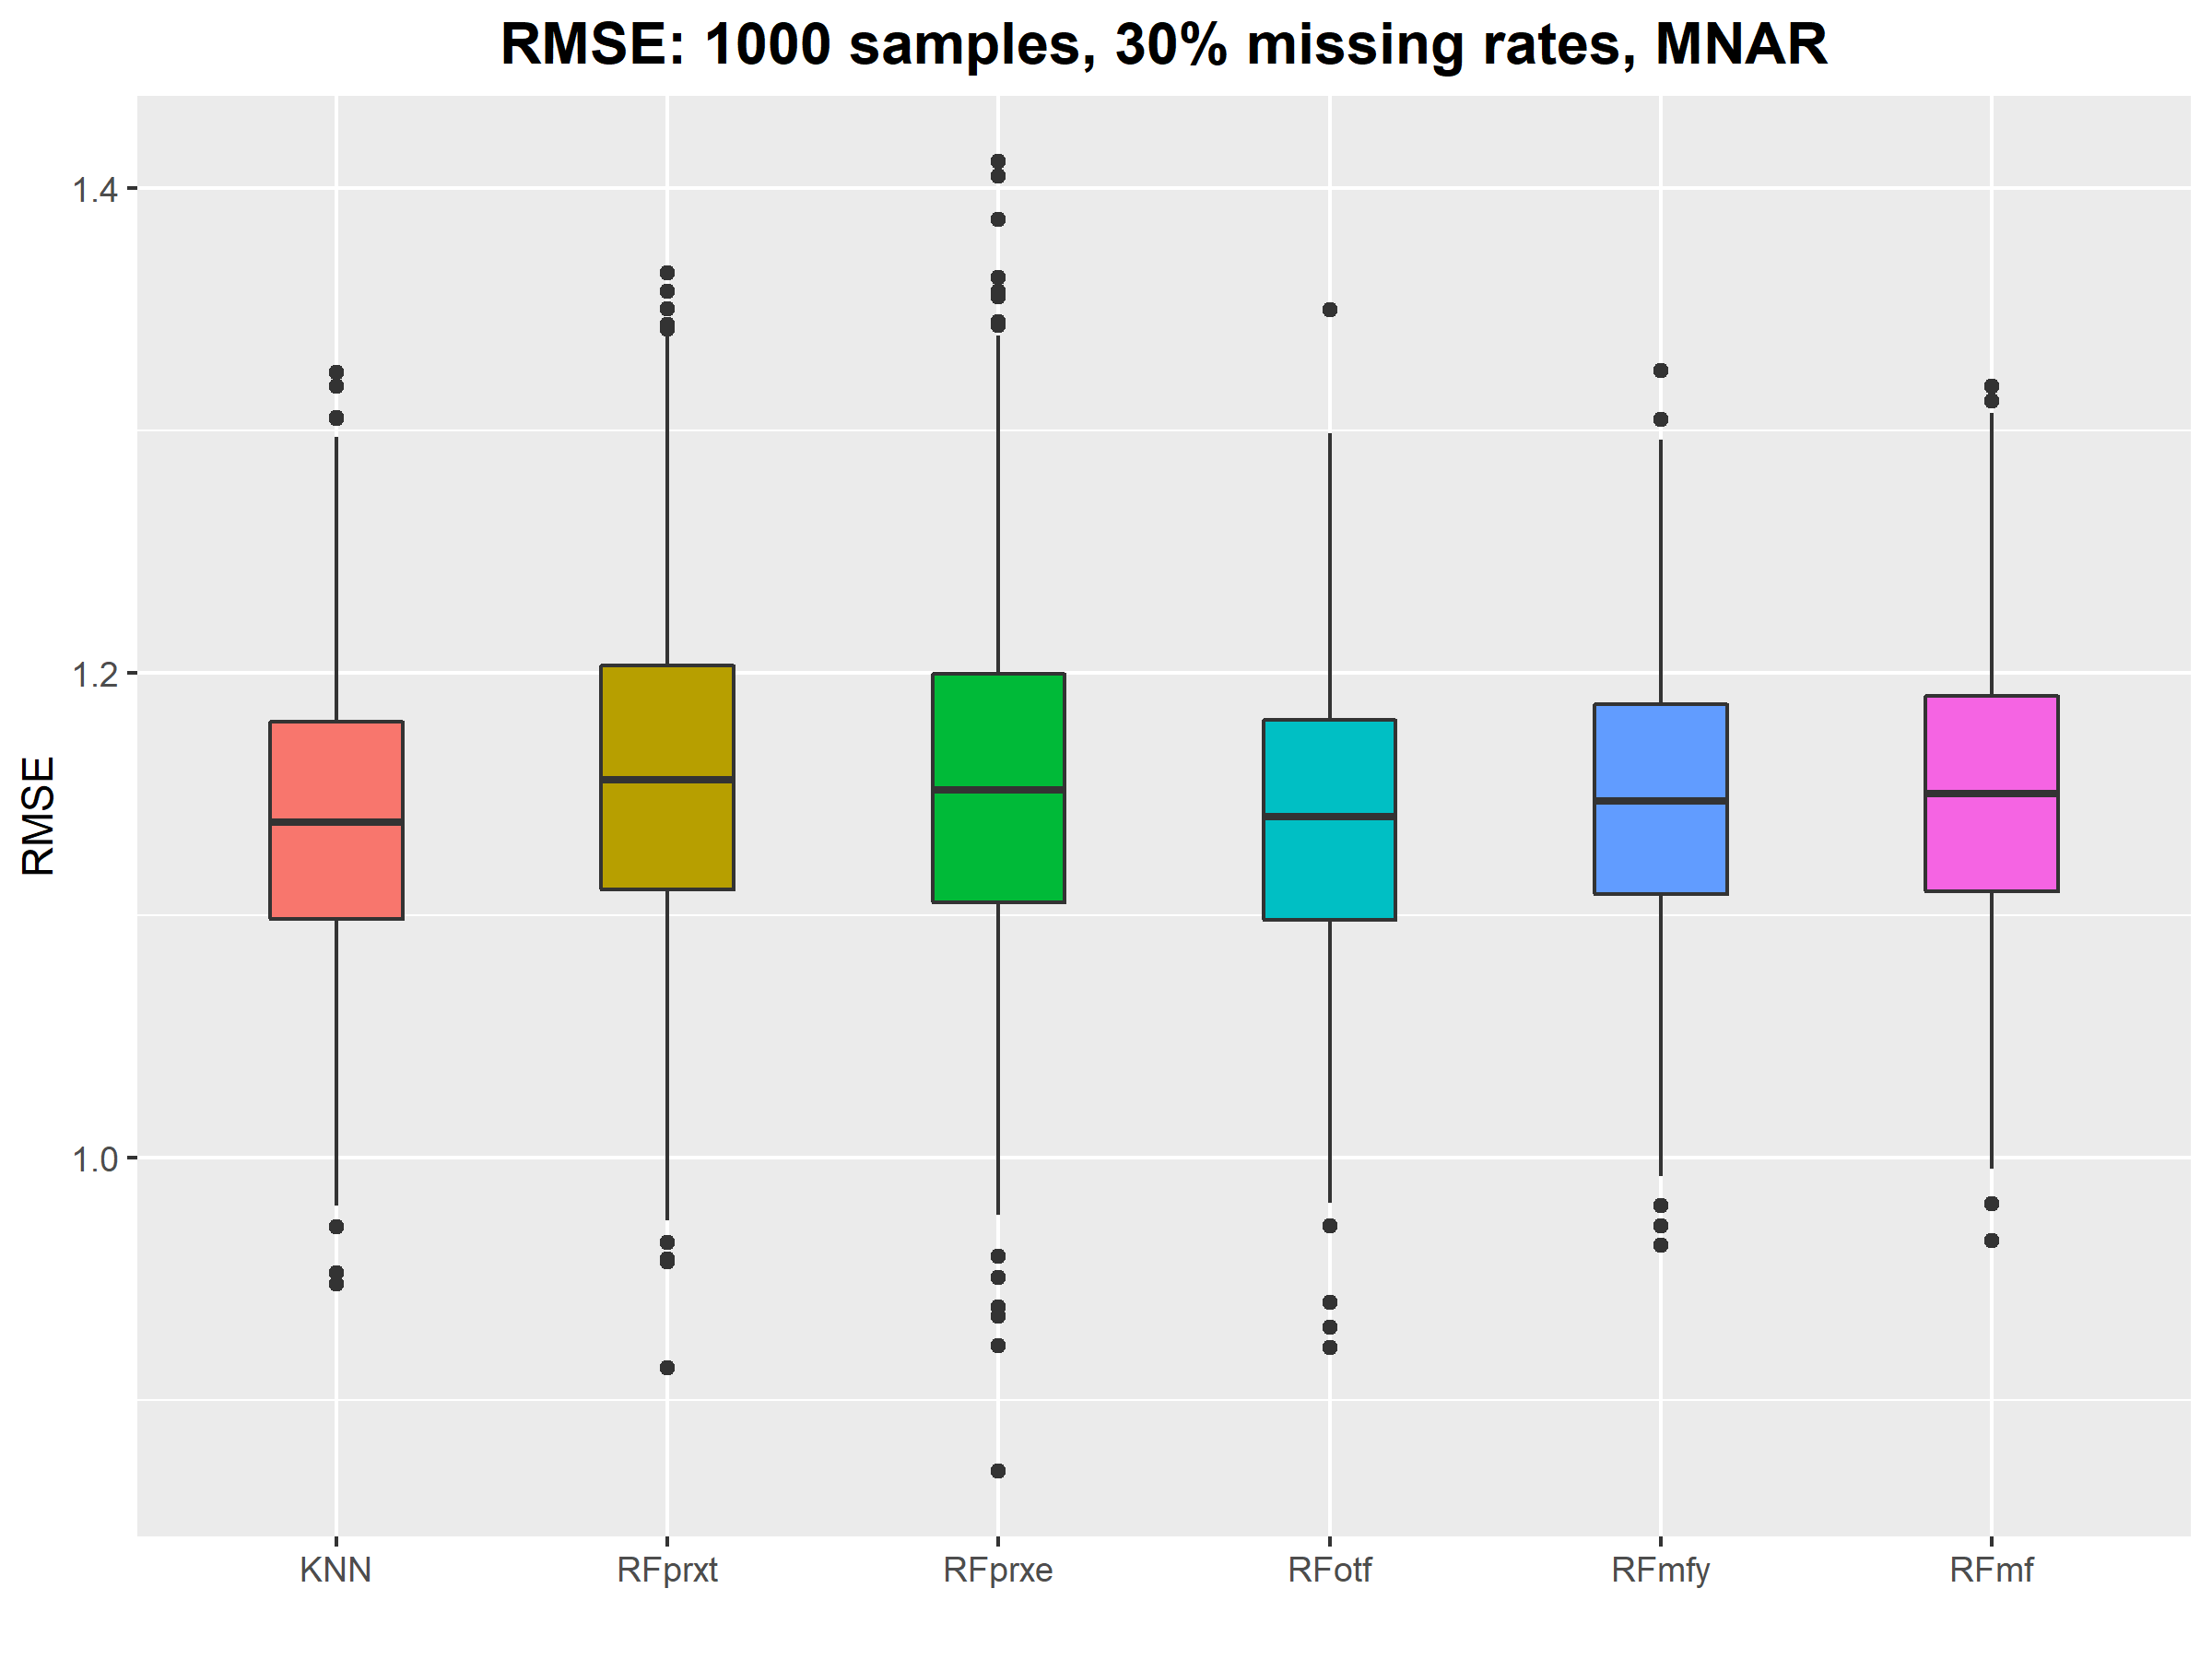 RMSE: 1000 samples, 30% missing rates, MNAR
1.4
1.2
1.0
RMSE
KNN RFprxt RFprxe RFotf RFmfy RFmf